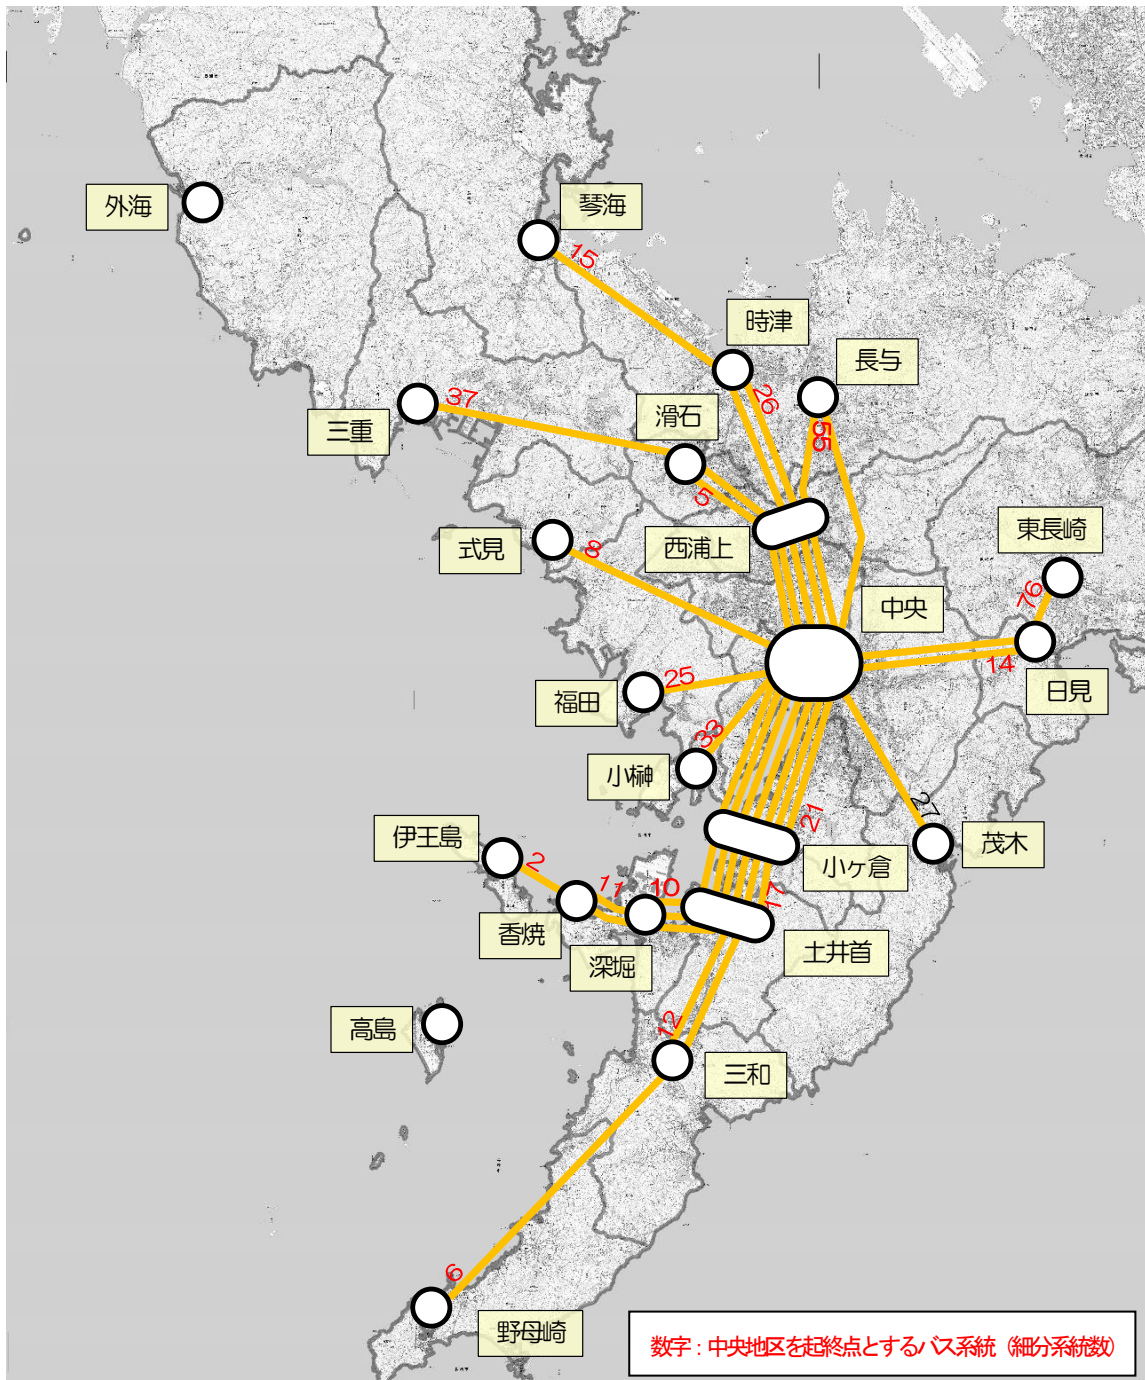 外海
琴海
15
時津
26
長与
55
三重
37
滑石
5
西浦上
式見
8
東長崎
76
中央
14
日見
福田
25
小榊
33
伊王島
2
21
小ヶ倉
27
茂木
香焼
11
10
深堀
17
土井首
高島
12
三和
6
野母崎
数字：中央地区を起終点とするバス系統（細分系統数）